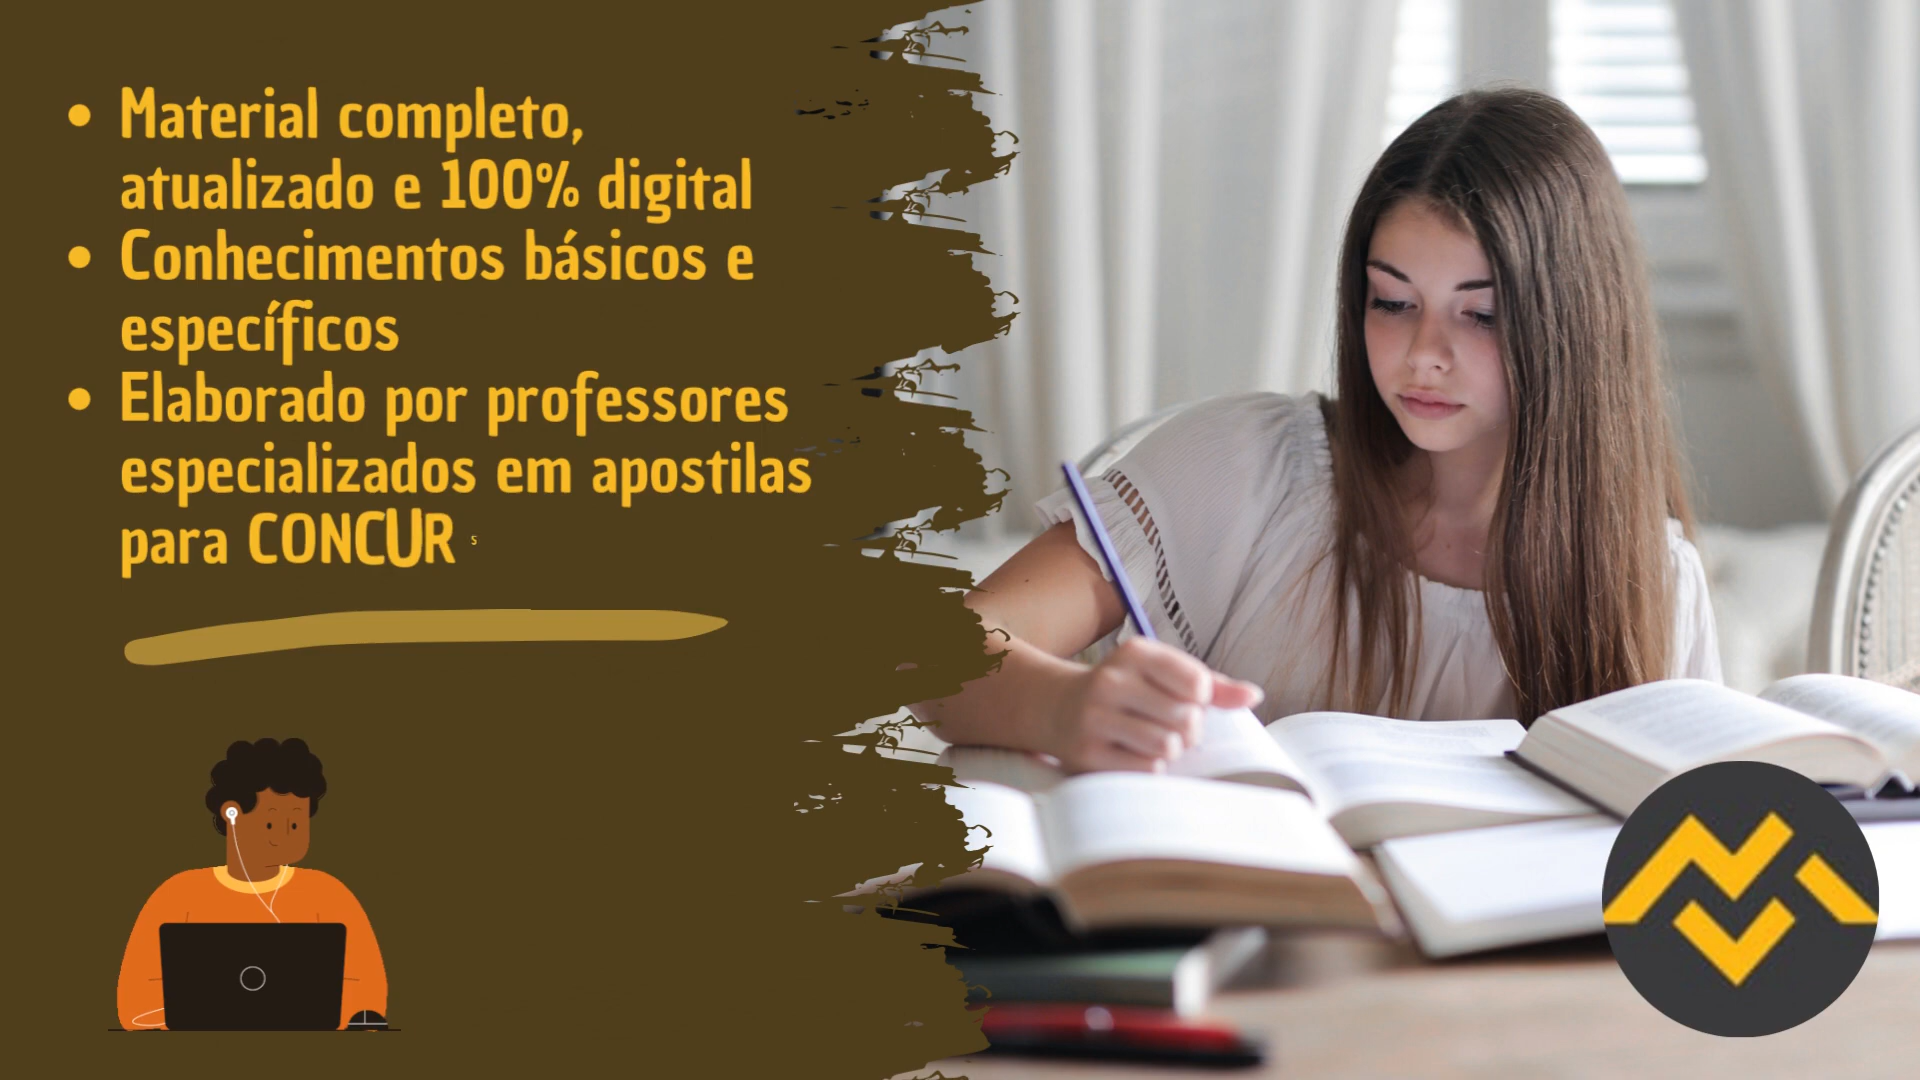 Material completo,
atualizado e 100% digital
Conhecimentos básicos e
específicos
Elaborado por professores
especializados em apostilas
para CONCUR s